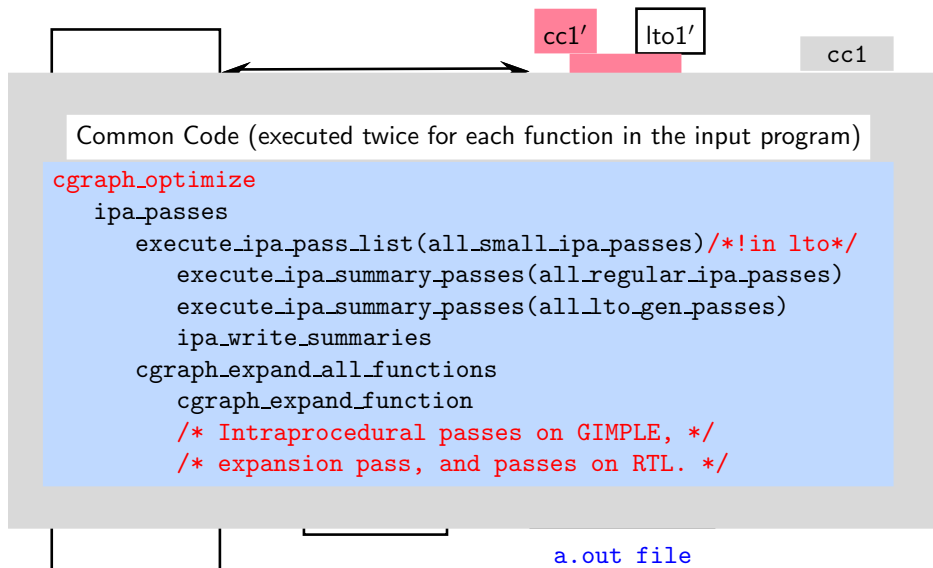 cc1′ lto1′
cc1
Common Code (executed twice for each function in the input program)
cgraph_optimize
ipa_passes
execute_ipa_pass_list(all_small_ipa_passes)/*!in lto*/
execute_ipa_summary_passes(all_regular_ipa_passes)
execute_ipa_summary_passes(all_lto_gen_passes)
ipa_write_summaries
cgraph_expand_all_functions
cgraph_expand_function
/* Intraprocedural passes on GIMPLE, */
/* expansion pass, and passes on RTL. */
a.out file